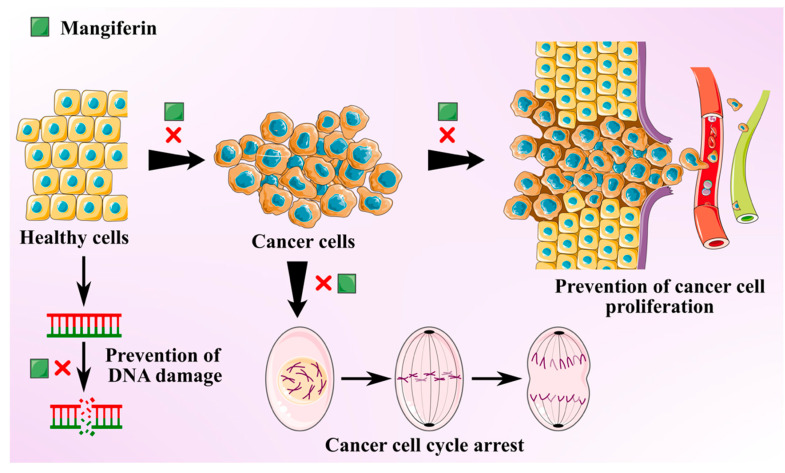 Mangiferin
Healthy cells
Cancer cells
Prevention of cancer cell
proliferation
Prevention of
DNA damage
Cancer cell cycle arrest